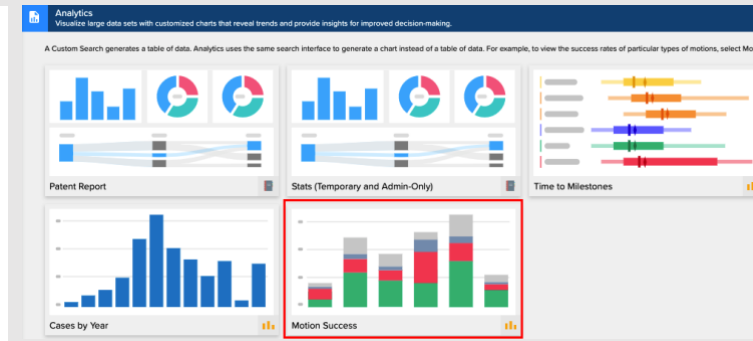 Analytics
Visualize large data sets with customized charts that reveal trends and provide insights for improved decision-making.
A Custom Search generates a table of data. Analytics uses the same search interface to generate a chart instead of a table of data. For example, to view the success rates of particular types of motions, select Mo
Patent Report
Stats (Temporary and Admin-Only)
Time to Milestones
Cases by Year
Motion Success